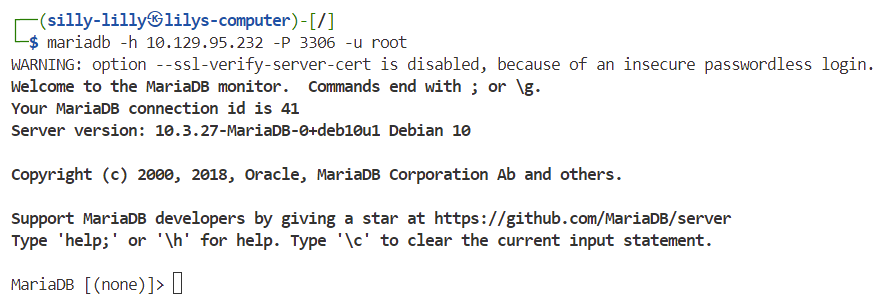 ┌──(silly-lilly㉿lilys-computer)-[/]
└─$ mariadb -h 10.129.95.232 -P 3306 -u root
WARNING: option --ssl-verify-server-cert is disabled, because of an insecure passwordless login.
Welcome to the MariaDB monitor.  Commands end with ; or \g.
Your MariaDB connection id is 41
Server version: 10.3.27-MariaDB-0+deb10u1 Debian 10
Copyright (c) 2000, 2018, Oracle, MariaDB Corporation Ab and others.
Support MariaDB developers by giving a star at https://github.com/MariaDB/server
Type 'help;' or '\h' for help. Type '\c' to clear the current input statement.
MariaDB [(none)]>